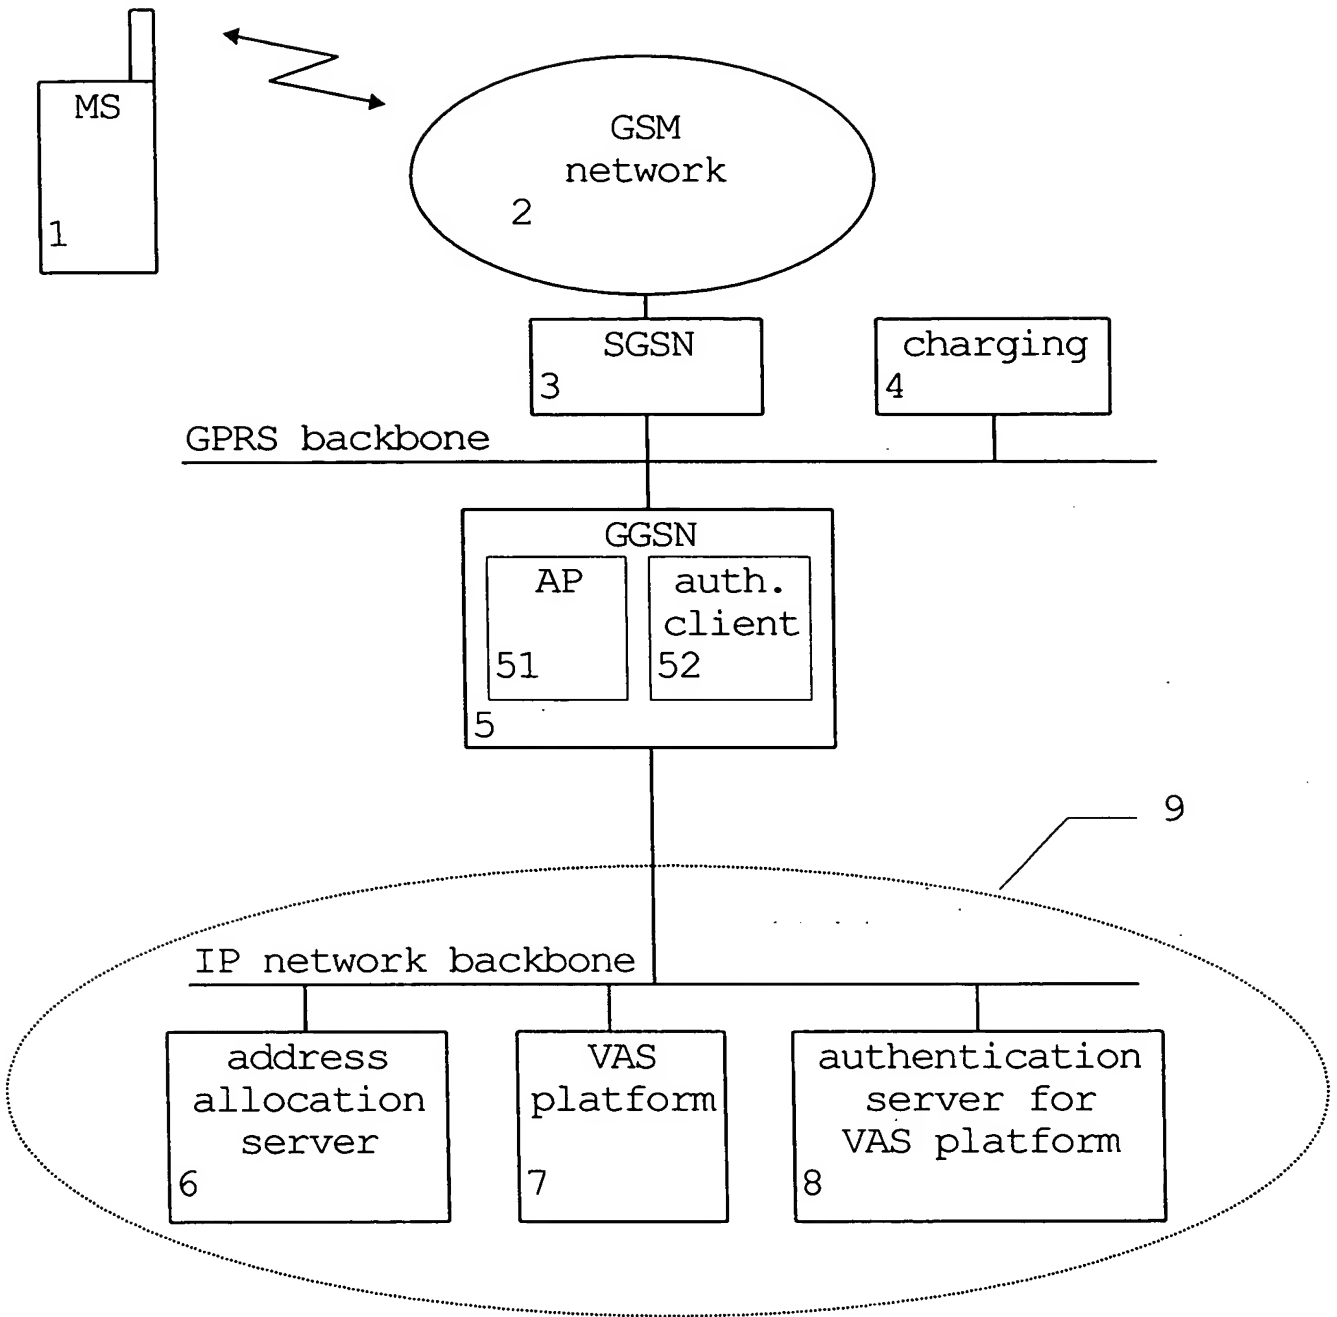 MS
1
GSM
network
2
SGSN
3
charging
4
GPRS backbone
GGSN
AP
51
auth.
client
52
5
9
IP network backbone
address
allocation
server
6
VAS
platform
7
authentication
server for
VAS platform
8